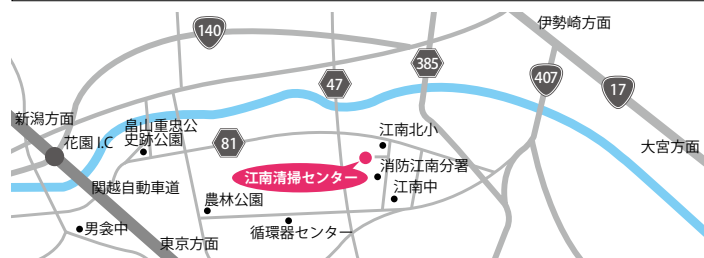 伊勢崎方面
140
385
47
407
17
新潟方面
花園 I.C
畠山重忠公
史跡公園
81
江南北小
大宮方面
江南清掃センター
消防江南分署
関越自動車道
江南中
農林公園
男衾中
循環器センター
東京方面